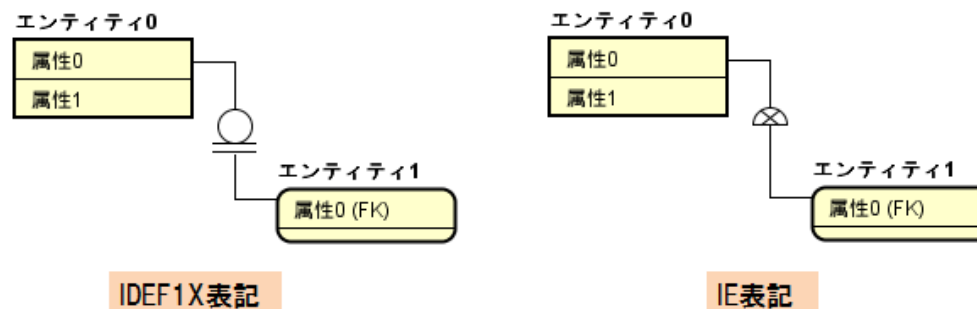 エンティティ0
属性0
属性1
エンティティ1
属性0 (FK)
IDEF1X表記
エンティティ0
属性0
属性1
エンティティ1
属性0 (FK)
IE表記